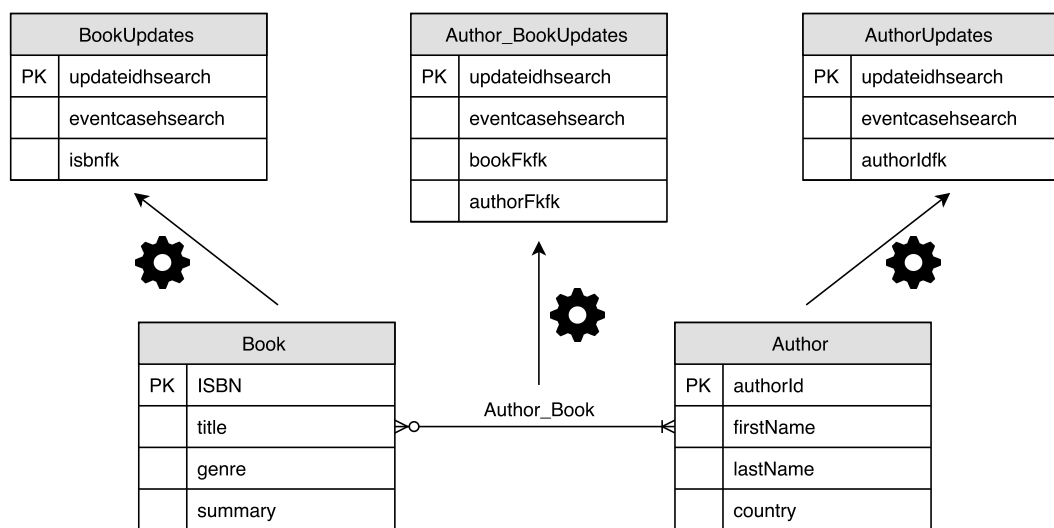 BookUpdates
PK updateidhsearch
eventcasehsearch
isbnfk
Author_BookUpdates
PK updateidhsearch
eventcasehsearch
bookFkfk
authorFkfk
AuthorUpdates
PK updateidhsearch
eventcasehsearch
authorIdfk
Book
PK ISBN
title
genre
summary
Author_Book
Author
PK authorId
firstName
lastName
country